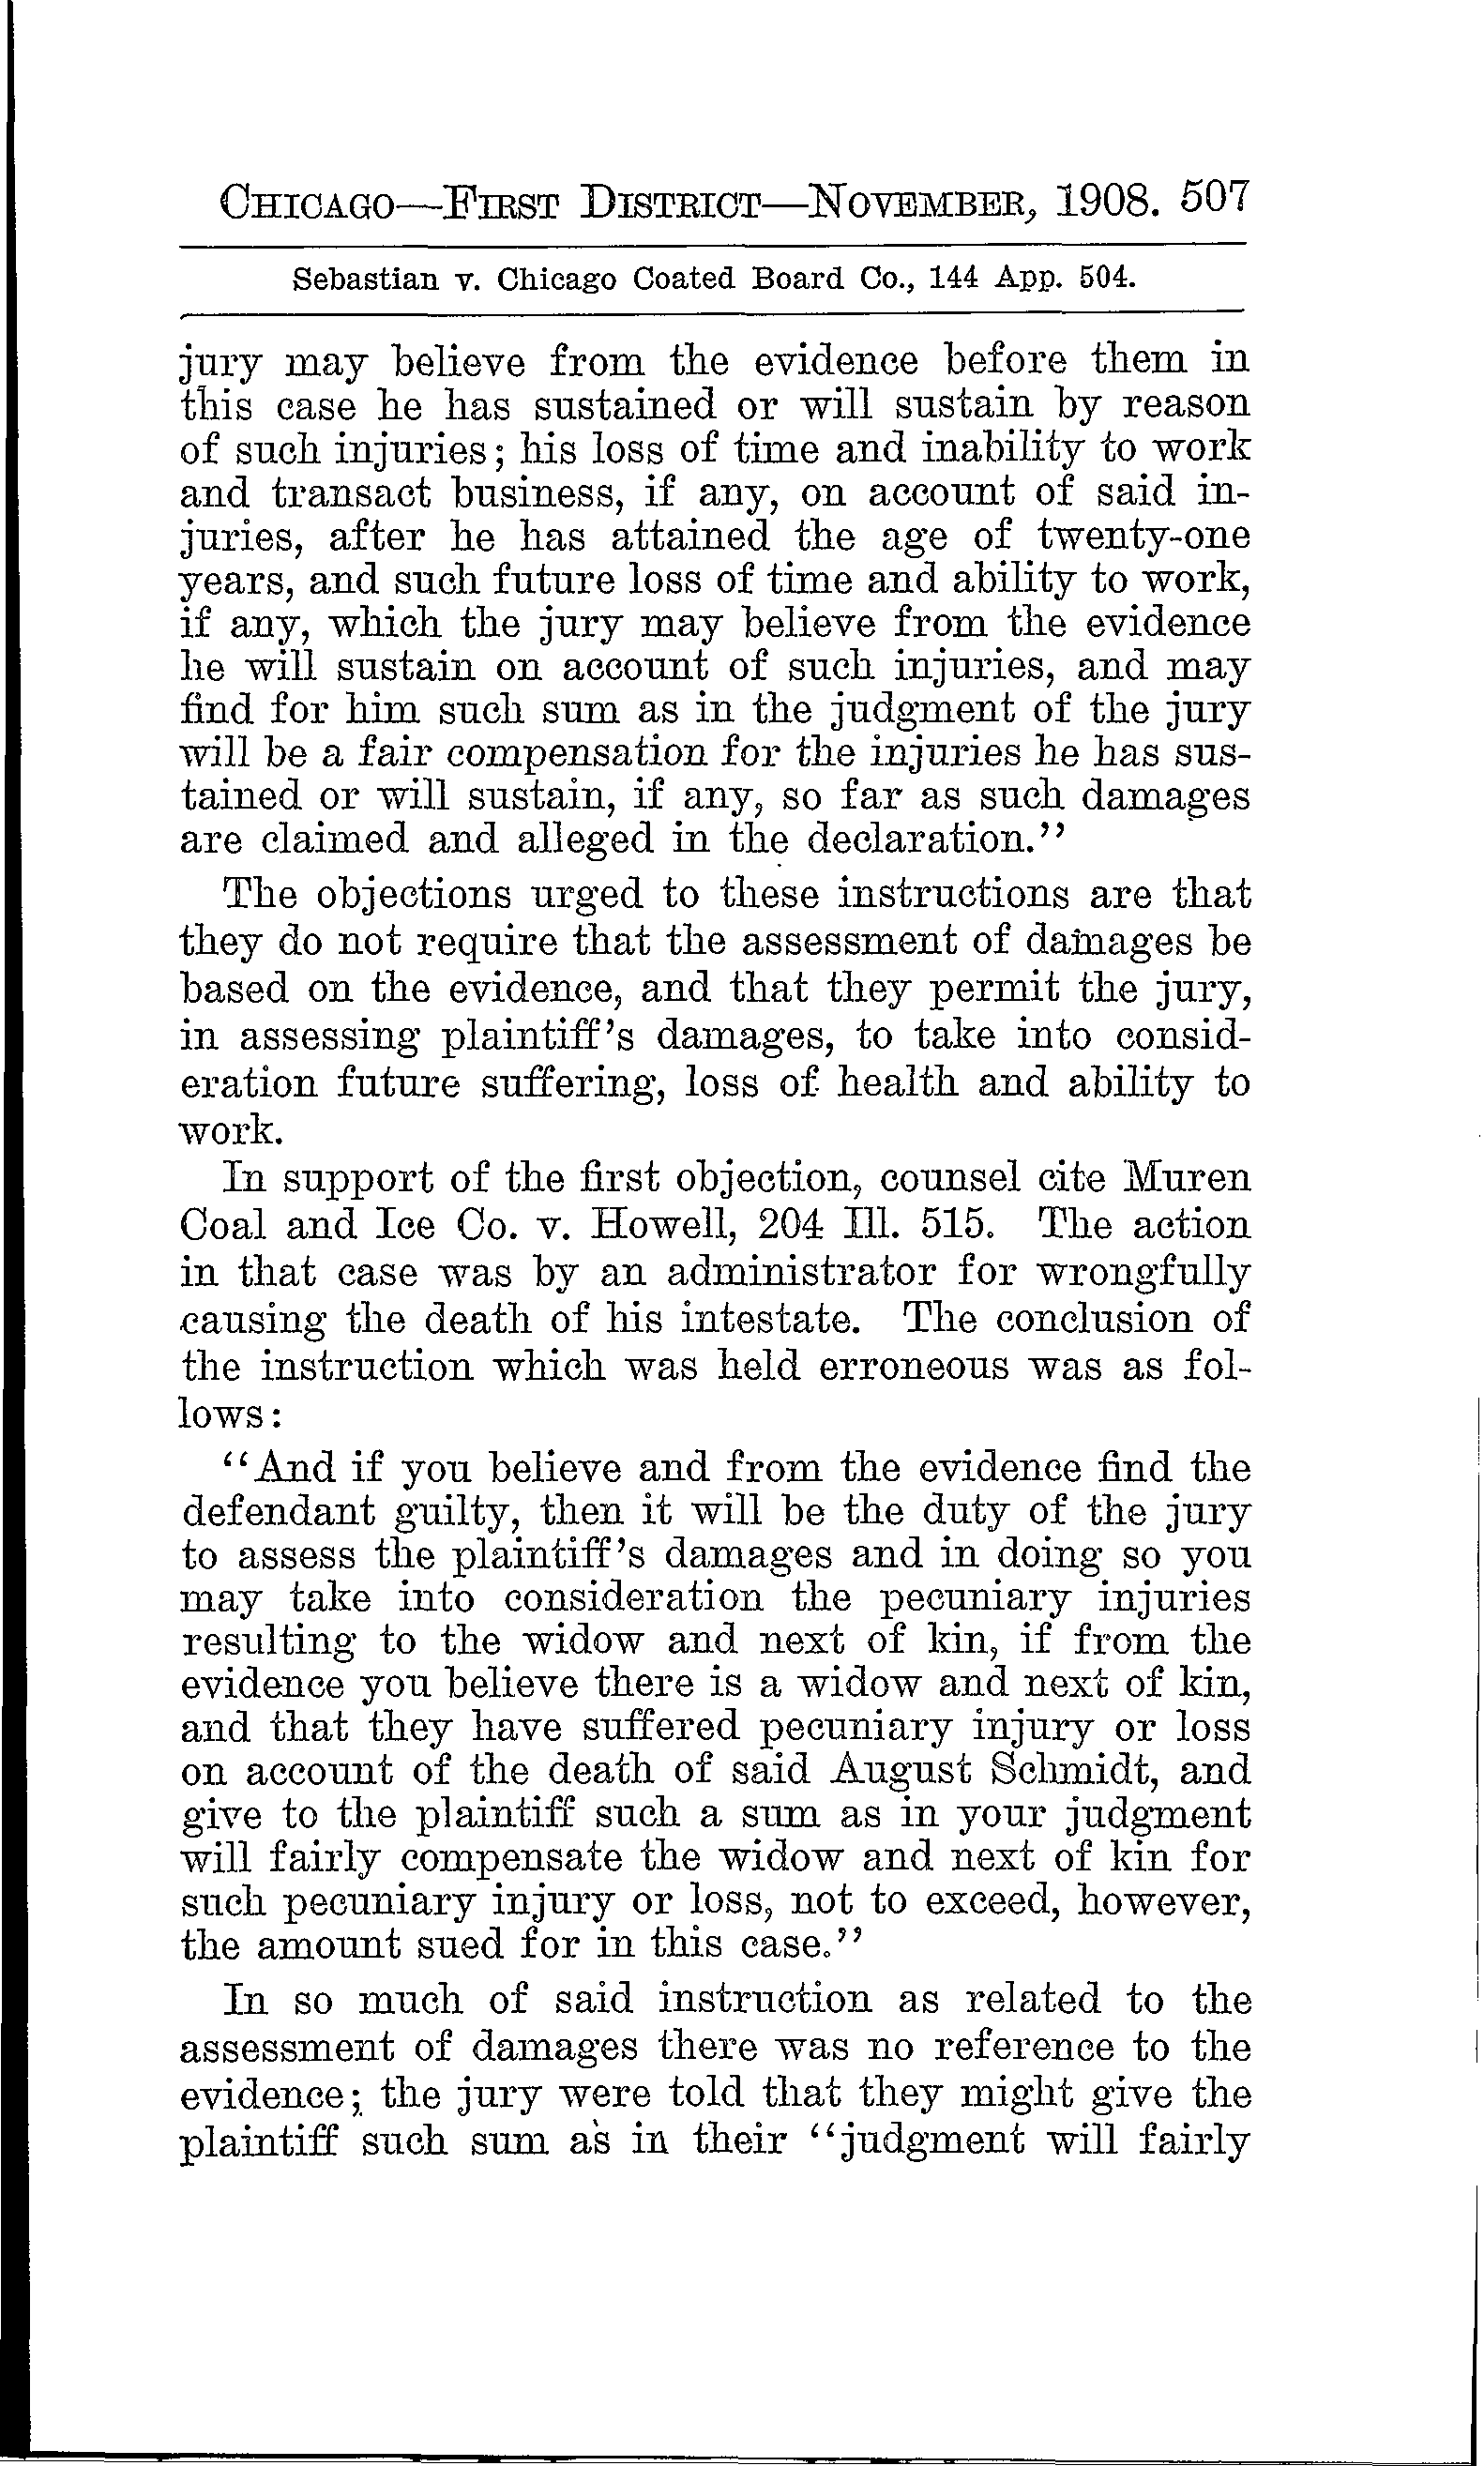 CHICAGO—FIRST DISTRICT—NOVEMBER, 1908. 507
Sebastian v. Chicago Coated Board Co., 144 App. 504.
jury may believe from the evidence before them in
this case he has sustained or will sustain by reason
of such injuries; his loss of time and inability to work
and transact business, if any, on account of said in-
juries, after he has attained the age of twenty-one
years, and such future loss of time and ability to work,
if any, which the jury may believe from the evidence
he will sustain on account of such injuries, and may
find for him such sum as in the judgment of the jury
will be a fair compensation for the injuries he has sus-
tained or will sustain, if any, so far as such damages
are claimed and alleged in the declaration.’’
The objections urged to these instructions are that
they do not require that the assessment of damages be
based on the evidence, and that they permit the jury,
in assessing plaintiff’s damages, to take into consid-
eration future suffering, loss of health and ability to
work.
In support of the first objection, counsel cite Muren
Coal and Ice Co. v. Howell, 204 Ill. 515. The action
in that case was by an administrator for wrongfully
causing the death of his intestate. The conclusion of
the instruction which was held erroneous was as fol-
lows:
‘‘And if you believe and from the evidence find the
defendant guilty, then it will be the duty of the jury
to assess the plaintiff’s damages and in doing so you
may take into consideration the pecuniary injuries
resulting to the widow and next of kin, if from the
evidence you believe there is a widow and next of kin,
and that they have suffered pecuniary injury or loss
on account of the death of said August Schmidt, and
give to the plaintiff such a sum as in your judgment
will fairly compensate the widow and next of kin for
such pecuniary injury or loss, not to exceed, however,
the amount sued for in this case.’’
In so much of said instruction as related to the
assessment of damages there was no reference to the
evidence; the jury were told that they might give the
plaintiff such sum as in their ‘‘judgment will fairly